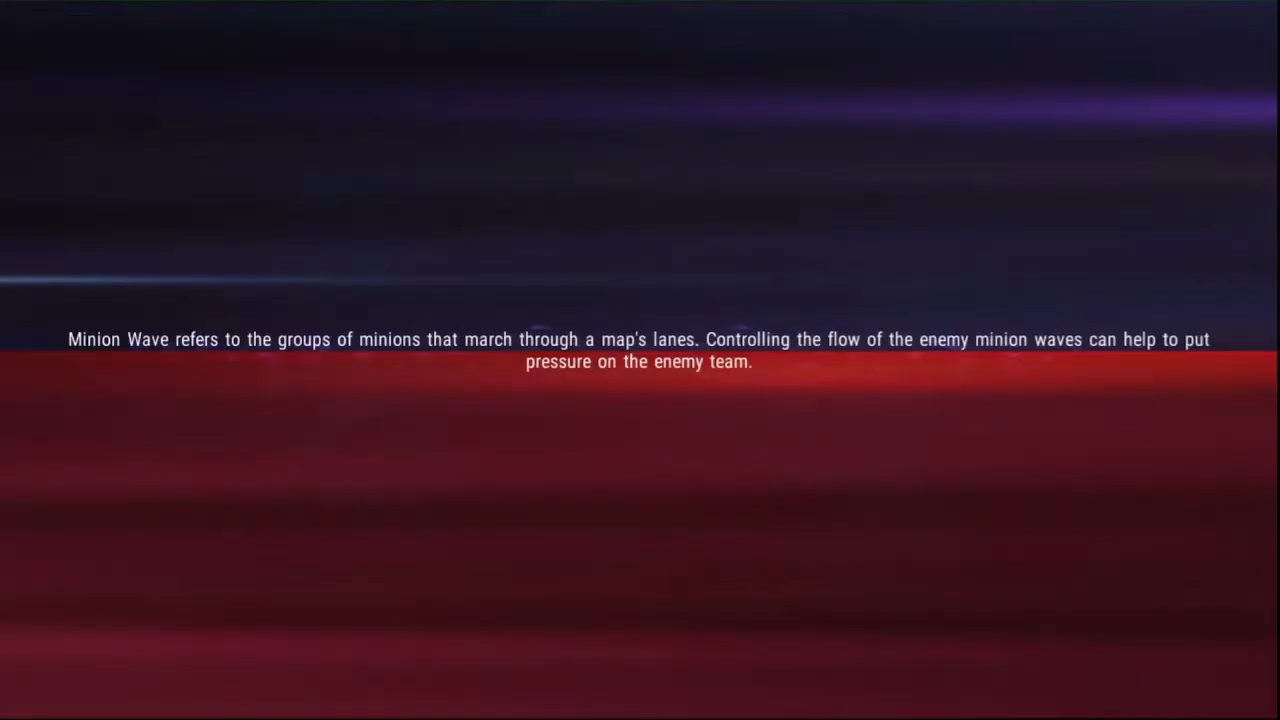 Minion Wave refers to the groups of minions that march through a map's lanes. Controlling the flow of the enemy minion waves can help to put
pressure on the enemy team.